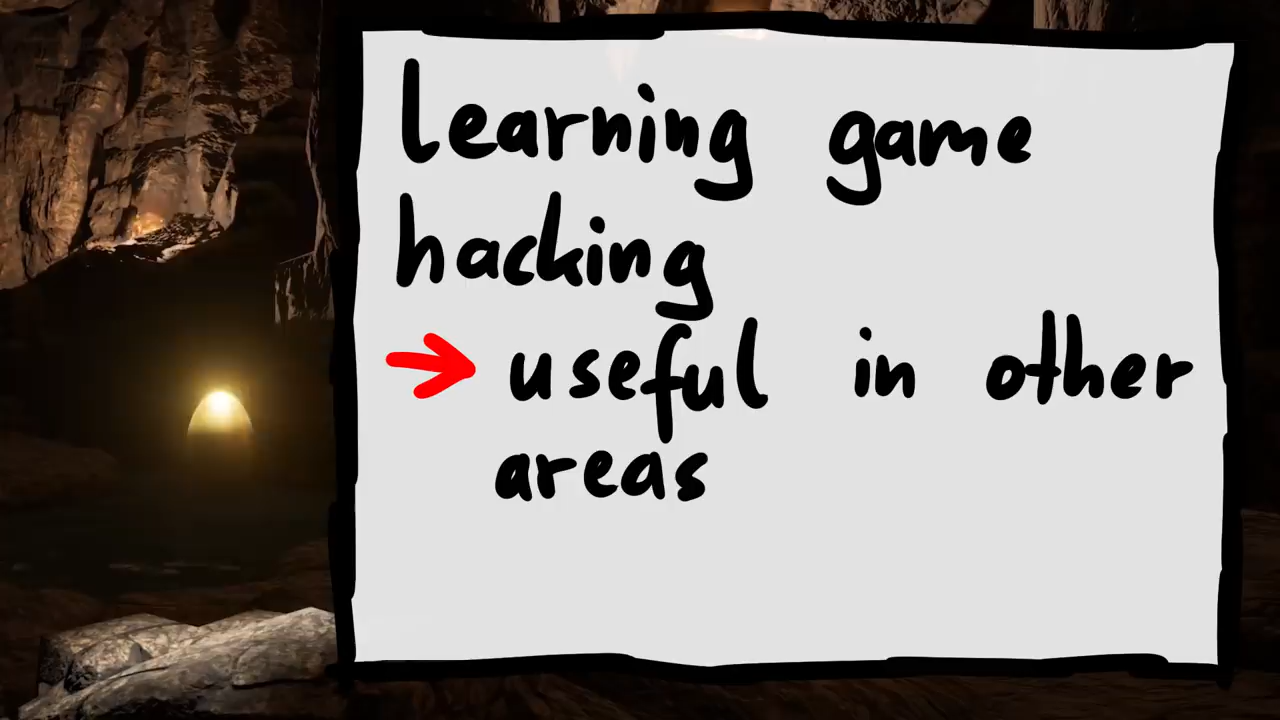 learning game
hacking
→ useful in other
areas